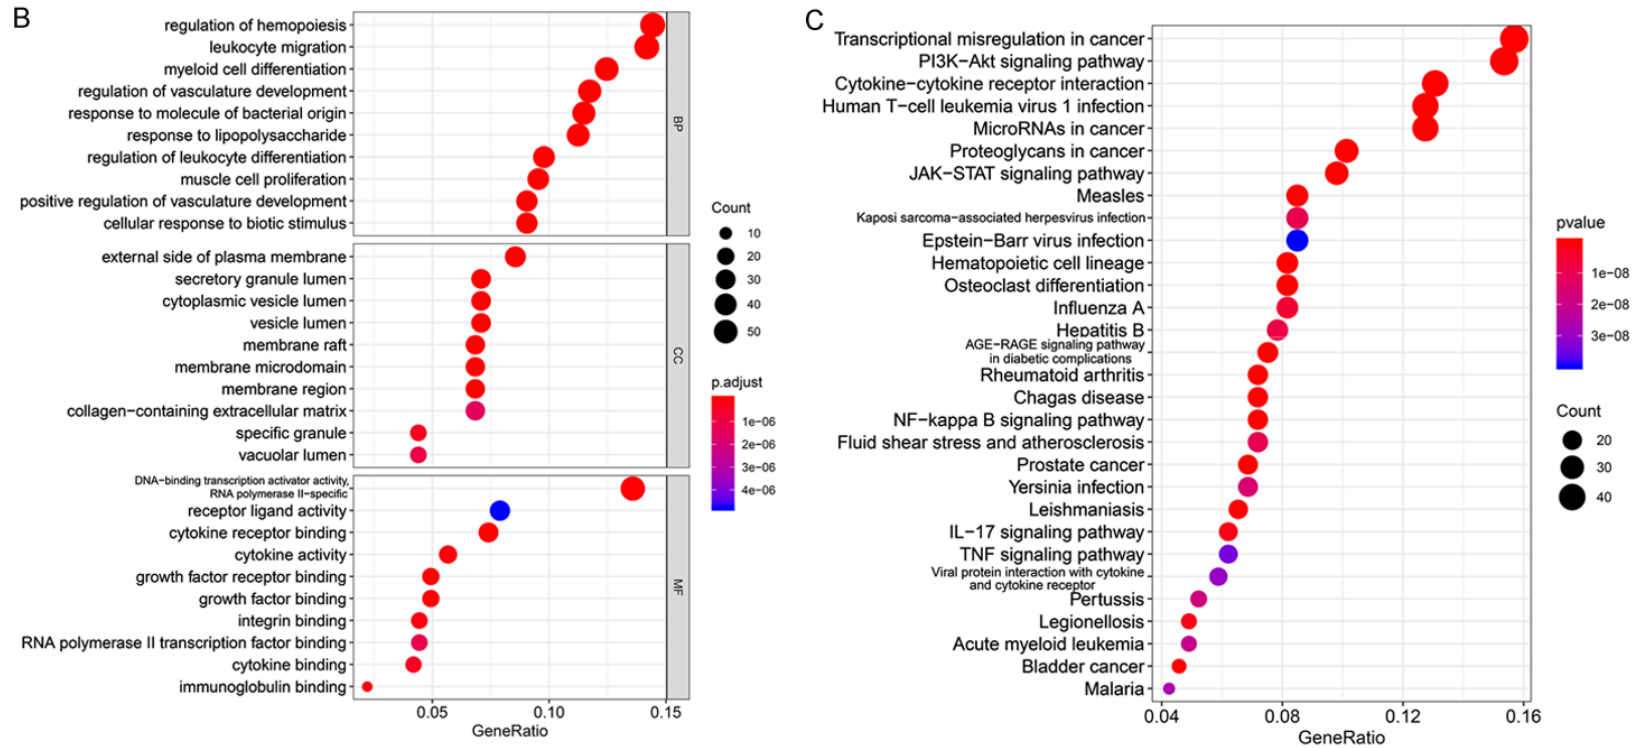 B
regulation of hemopoiesis
leukocyte migration
myeloid cell differentiation
regulation of vasculature development
response to molecule of bacterial origin
response to lipopolysaccharide
regulation of leukocyte differentiation
muscle cell proliferation
positive regulation of vasculature development
cellular response to biotic stimulus
BP
external side of plasma membrane
secretory granule lumen
cytoplasmic vesicle lumen
vesicle lumen
membrane raft
membrane microdomain
membrane region
collagen−containing extracellular matrix
specific granule
vacuolar lumen
CC
DNA−binding transcription activator activity,
RNA polymerase II−specific
receptor ligand activity
cytokine receptor binding
cytokine activity
growth factor receptor binding
growth factor binding
integrin binding
RNA polymerase II transcription factor binding
cytokine binding
immunoglobulin binding
MF
0.05 0.10 0.15
GeneRatio
Count
10
20
30
40
50
p.adjust
1e−06
2e−06
3e−06
4e−06
C
Transcriptional misregulation in cancer
PI3K−Akt signaling pathway
Cytokine−cytokine receptor interaction
Human T−cell leukemia virus 1 infection
MicroRNAs in cancer
Proteoglycans in cancer
JAK−STAT signaling pathway
Measles
Kaposi sarcoma−associated herpesvirus infection
Epstein−Barr virus infection
Hematopoietic cell lineage
Osteoclast differentiation
Influenza A
Hepatitis B
AGE−RAGE signaling pathway
in diabetic complications
Rheumatoid arthritis
Chagas disease
NF−kappa B signaling pathway
Fluid shear stress and atherosclerosis
Prostate cancer
Yersinia infection
Leishmaniasis
IL−17 signaling pathway
TNF signaling pathway
Viral protein interaction with cytokine
and cytokine receptor
Pertussis
Legionellosis
Acute myeloid leukemia
Bladder cancer
Malaria
0.04 0.08 0.12 0.16
GeneRatio
pvalue
1e−08
2e−08
3e−08
Count
20
30
40